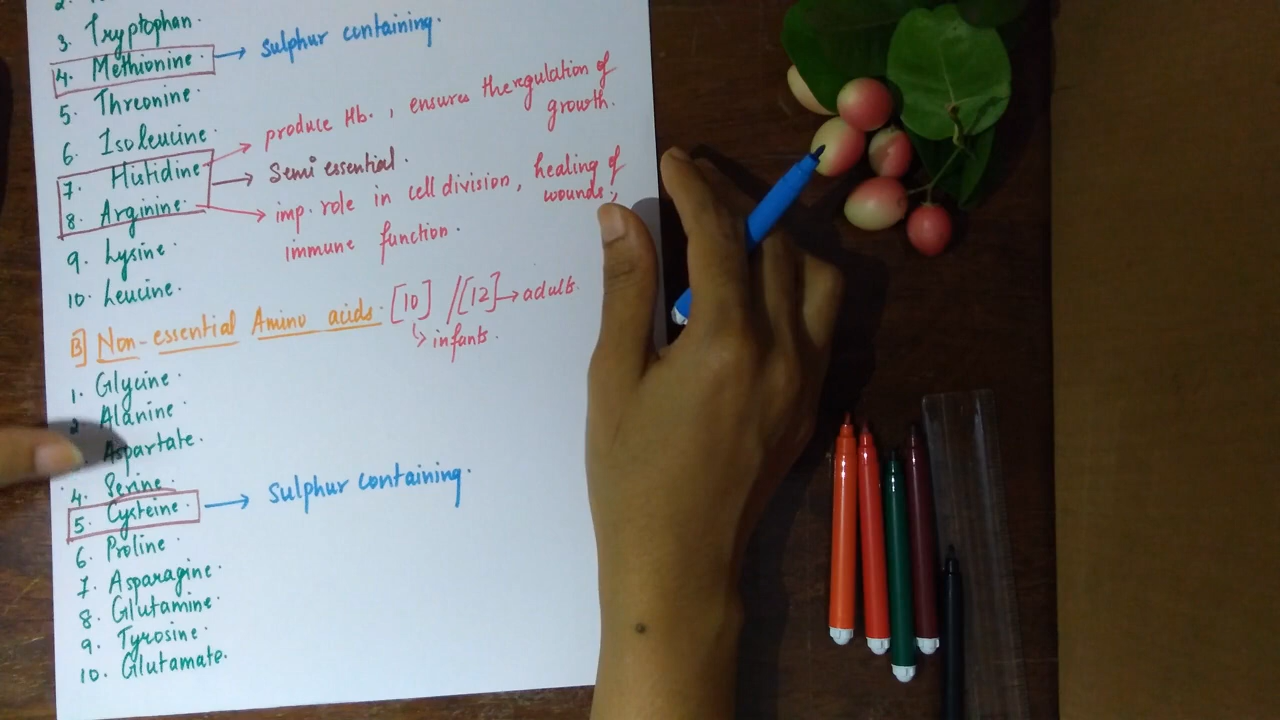 2.
3. Tryptophan.
4. Methionine. → sulphur containing.
5. Threonine.
6. Isoleucine.
produce Hb. , ensures the regulation of growth.
7. Histidine
Semi essential.
8. Arginine.
imp. role in cell division, healing of wounds,
immune function.
9. Lysine
10. Leucine.
B] Non-essential Amino acids. [10] / [12] → adults.
↳ infants.
1. Glycine.
2 Alanine.
Aspartate.
4. Serine.
5. Cysteine. → Sulphur containing.
6. Proline.
7. Asparagine.
8. Glutamine.
9. Tyrosine.
10. Glutamate.